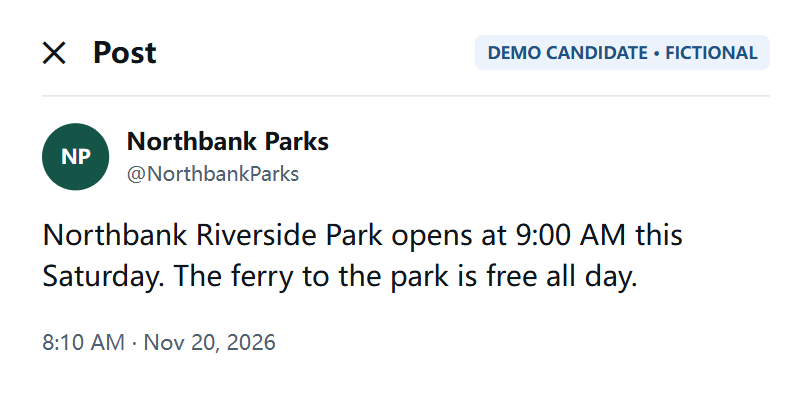 Post
DEMO CANDIDATE • FICTIONAL
NP
Northbank Parks
@NorthbankParks
Northbank Riverside Park opens at 9:00 AM this
Saturday. The ferry to the park is free all day.
8:10 AM · Nov 20, 2026